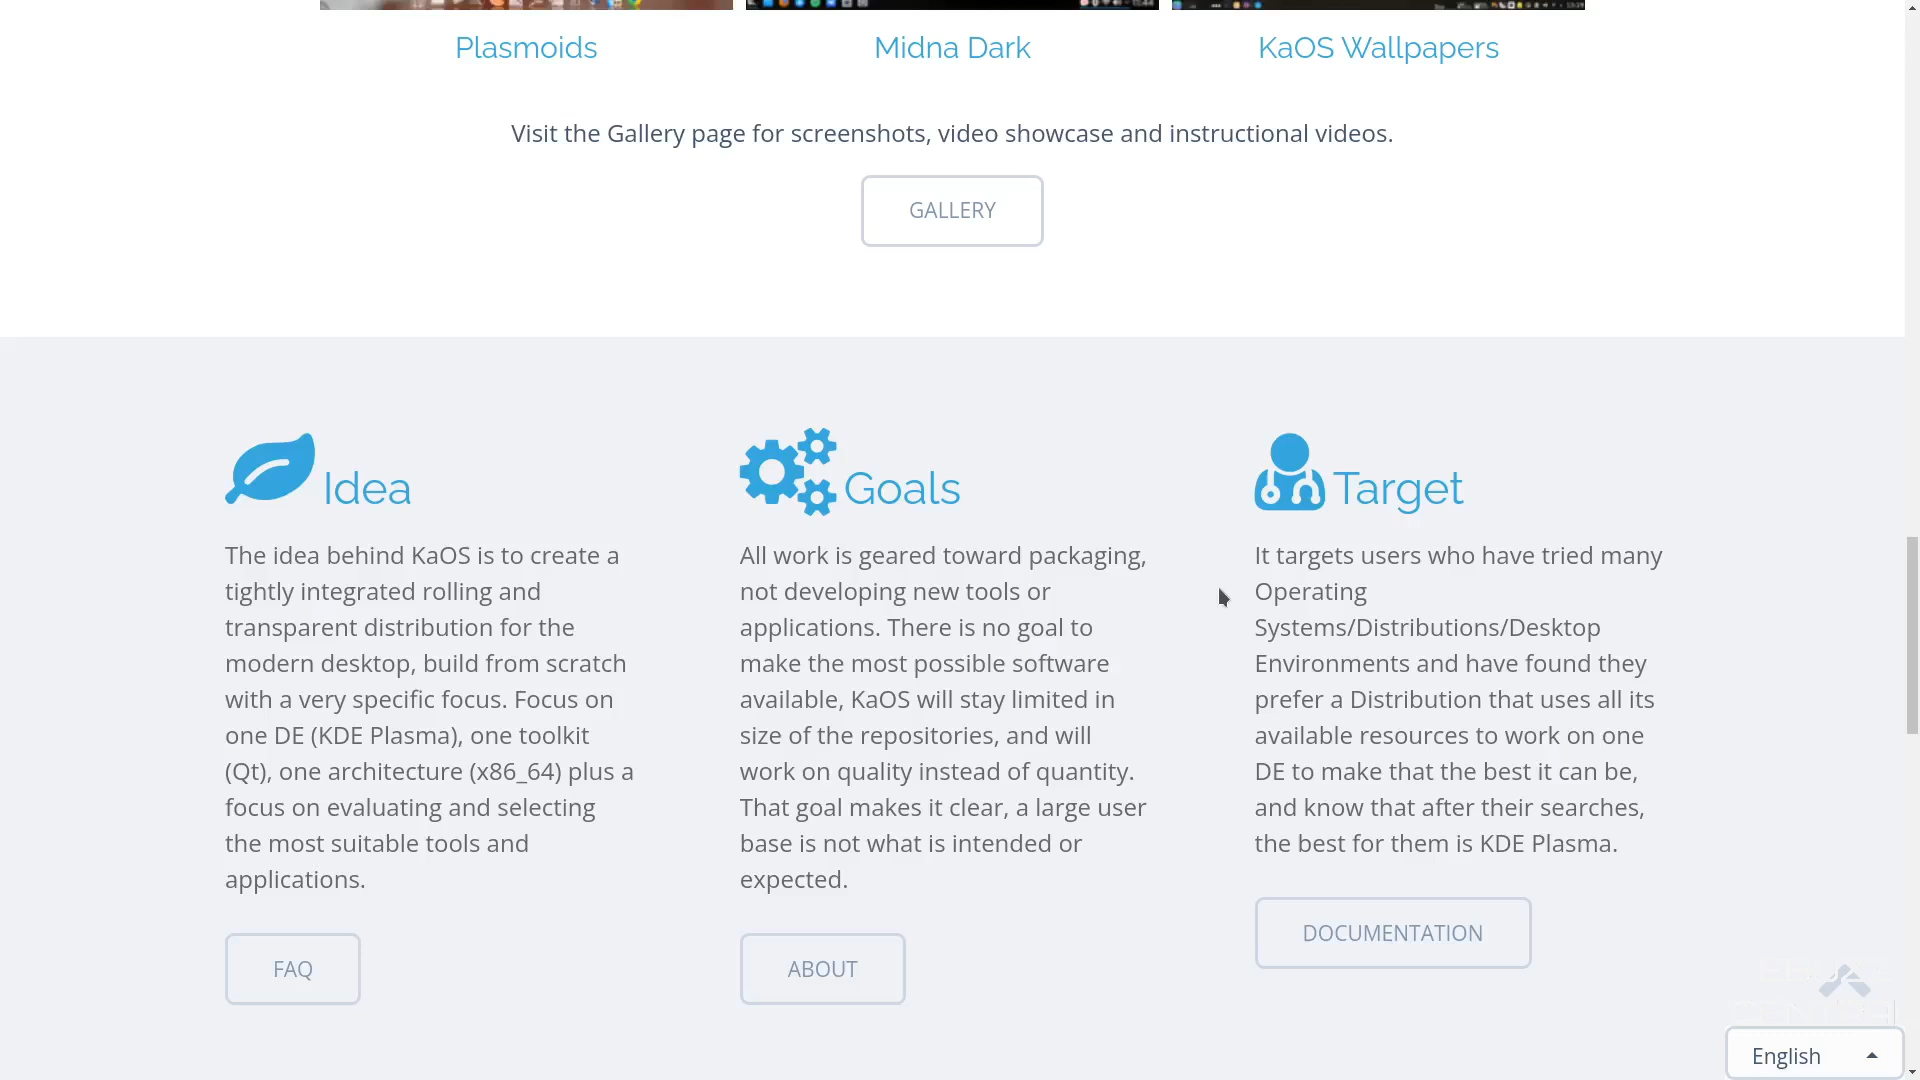 Plasmoids
Midna Dark
KaOS Wallpapers
Visit the Gallery page for screenshots, video showcase and instructional videos.
GALLERY
Idea
The idea behind KaOS is to create a
tightly integrated rolling and
transparent distribution for the
modern desktop, build from scratch
with a very specific focus. Focus on
one DE (KDE Plasma), one toolkit
(Qt), one architecture (x86_64) plus a
focus on evaluating and selecting
the most suitable tools and
applications.
FAQ
Goals
All work is geared toward packaging,
not developing new tools or
applications. There is no goal to
make the most possible software
available, KaOS will stay limited in
size of the repositories, and will
work on quality instead of quantity.
That goal makes it clear, a large user
base is not what is intended or
expected.
ABOUT
Target
It targets users who have tried many
Operating
Systems/Distributions/Desktop
Environments and have found they
prefer a Distribution that uses all its
available resources to work on one
DE to make that the best it can be,
and know that after their searches,
the best for them is KDE Plasma.
DOCUMENTATION
English